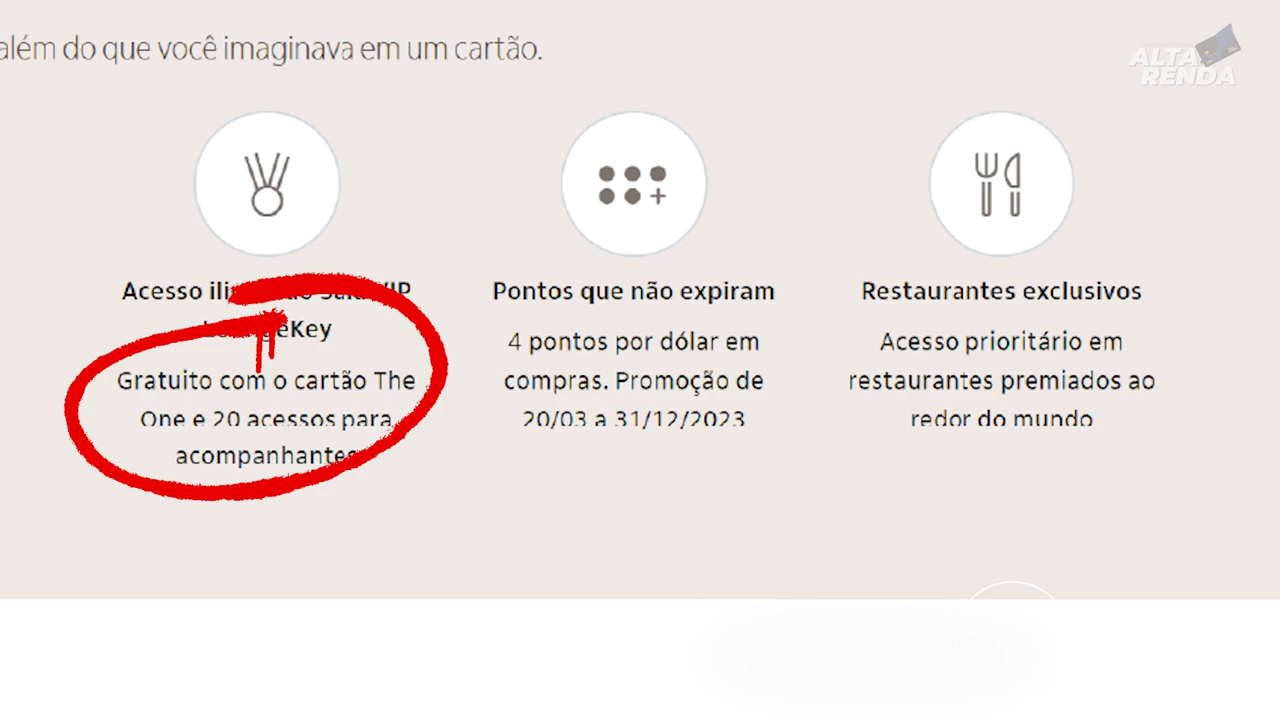 além do que você imaginava em um cartão.
ALTA
RENDA
Acesso VIP
Gratuito com o cartão The
One e 20 acessos para
acompanhantes
Pontos que não expiram
4 pontos por dólar em
compras. Promoção de
20/03 a 31/12/2023
Restaurantes exclusivos
Acesso prioritário em
restaurantes premiados ao
redor do mundo